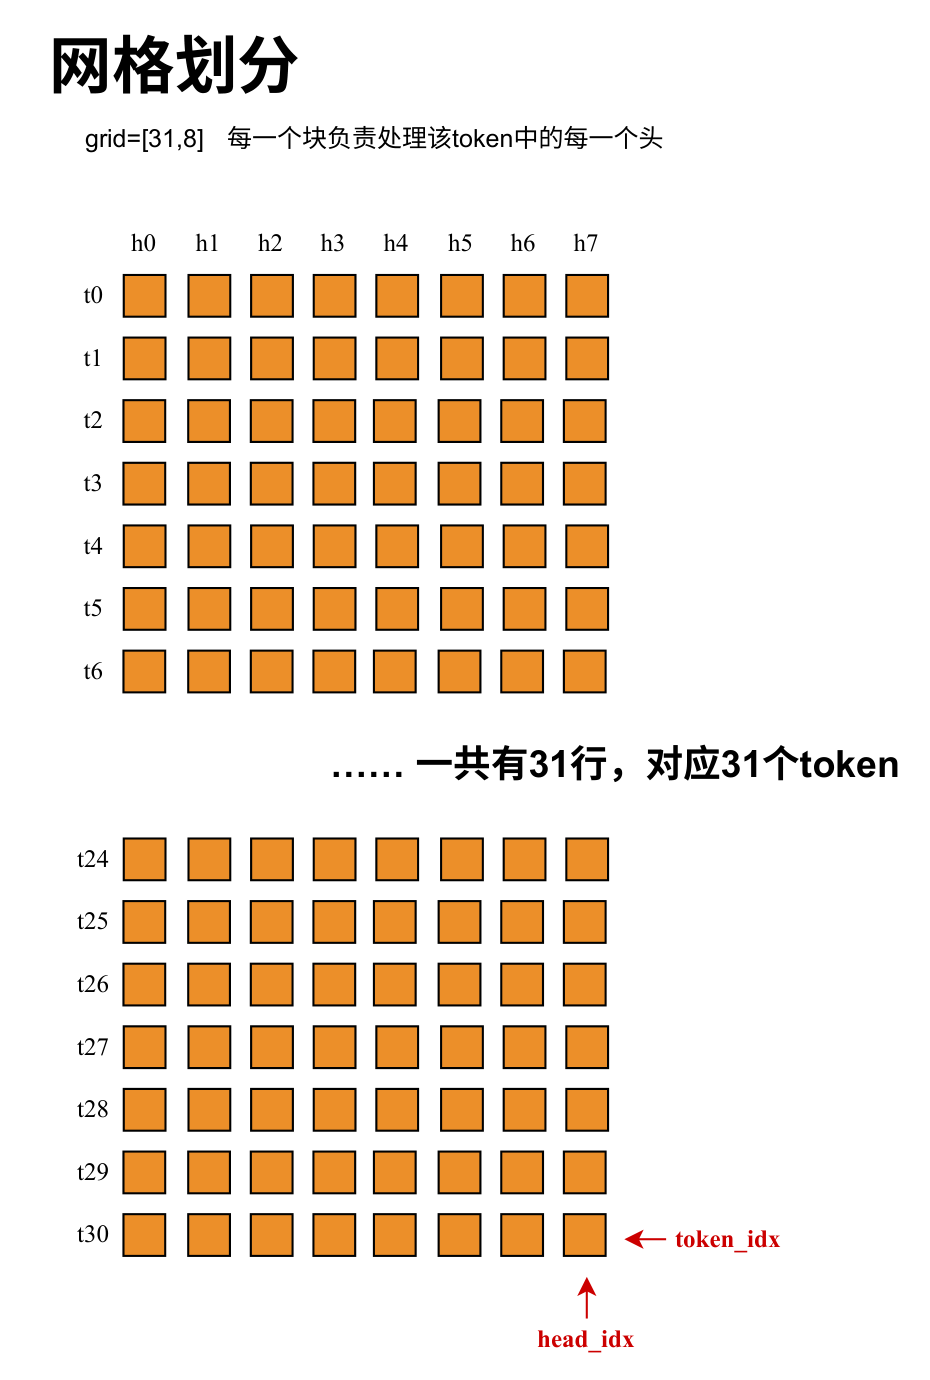 网格划分
grid=[31,8] 每一个块负责处理该token中的每一个头
h0 h1 h2 h3 h4 h5 h6 h7
t0
t1
t2
t3
t4
t5
t6
...... 一共有31行，对应31个token
t24
t25
t26
t27
t28
t29
t30
token_idx
head_idx